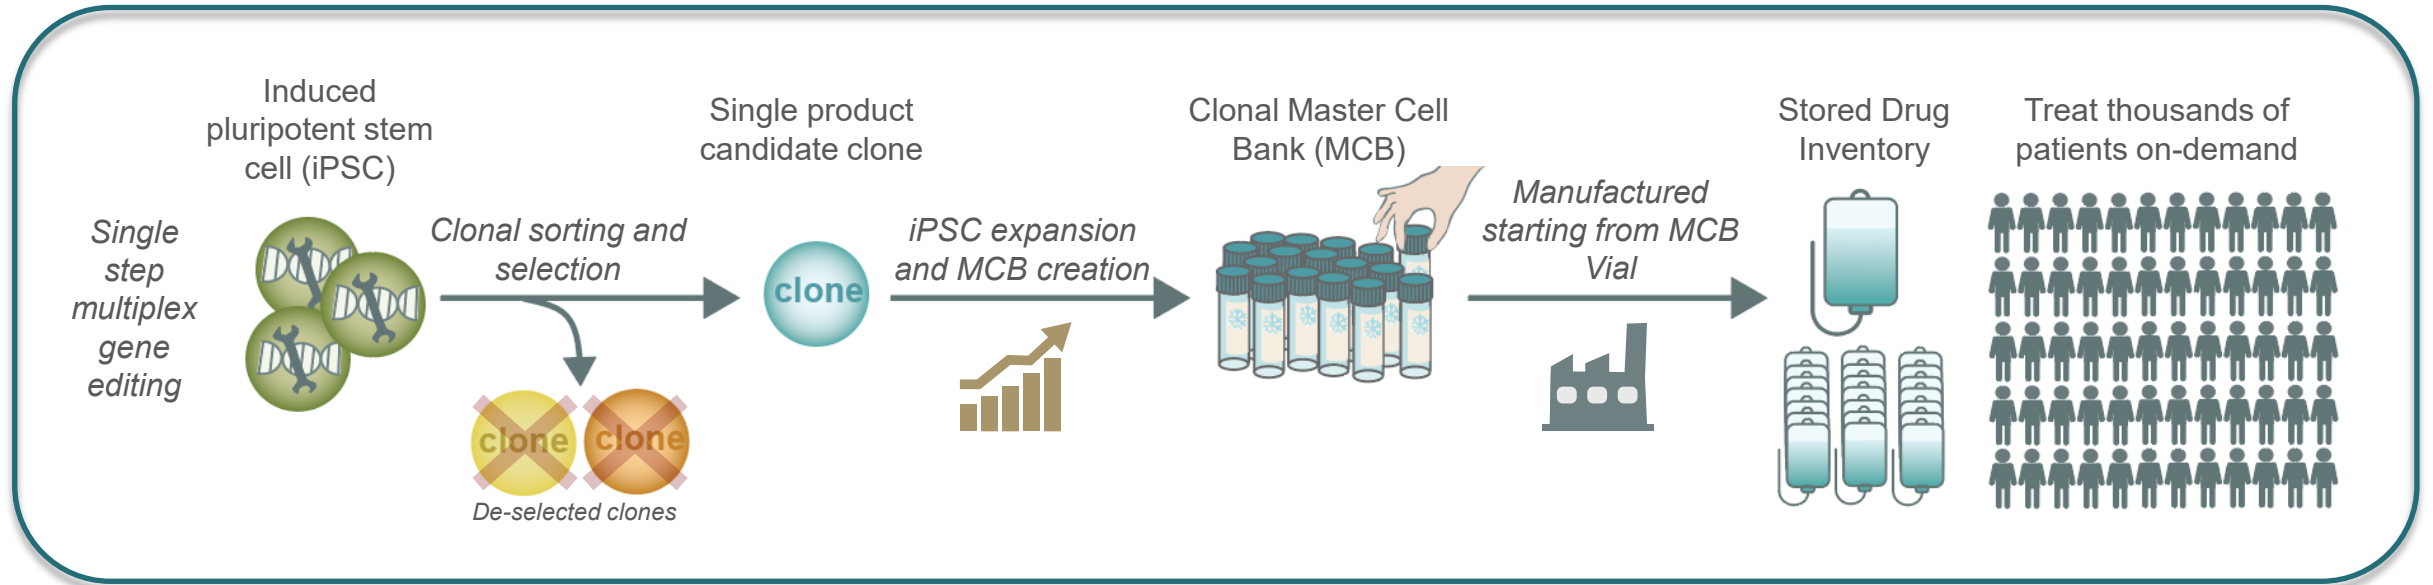 Single
step
multiplex
gene
editing
Induced
pluripotent stem
cell (iPSC)
Clonal sorting and
selection
clone
clone
De-selected clones
Single product
candidate clone
clone
iPSC expansion
and MCB creation
Clonal Master Cell
Bank (MCB)
Manufactured
starting from MCB
Vial
Stored Drug
Inventory
Treat thousands of
patients on-demand